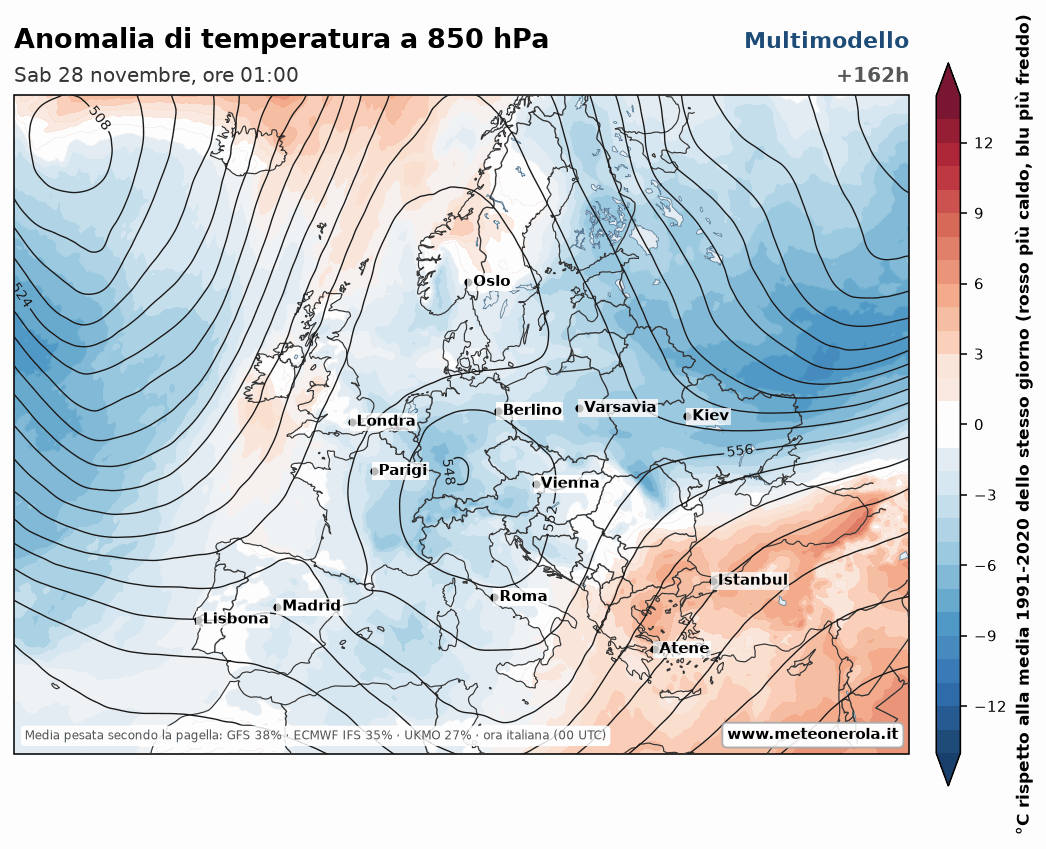 Anomalia di temperatura a 850 hPa
Multimodello
Sab 28 novembre, ore 01:00
+162h
508
524
Oslo
Berlino
Varsavia
Kiev
Londra
556
Parigi
548
Vienna
552
Istanbul
Roma
Madrid
Lisbona
Atene
Media pesata secondo la pagella: GFS 38% · ECMWF IFS 35% · UKMO 27% · ora italiana (00 UTC)
www.meteonerola.it
12
9
6
3
0
−3
−6
−9
−12
°C rispetto alla media 1991-2020 dello stesso giorno (rosso più caldo, blu più freddo)